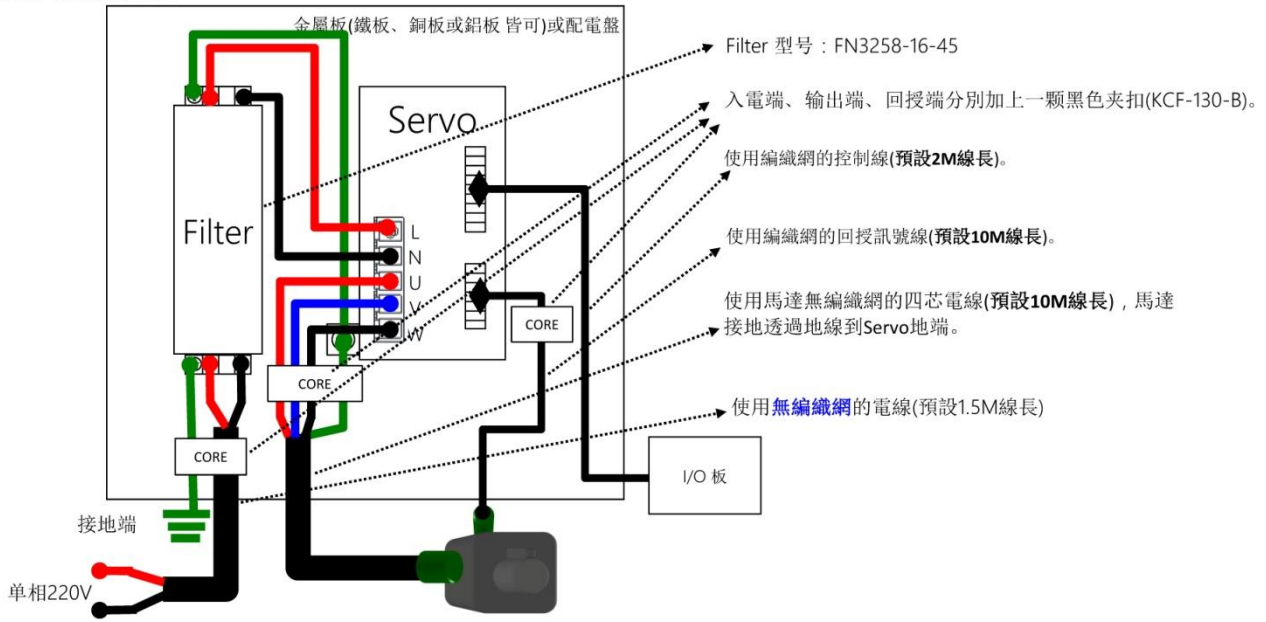 金屬板(鐵板、銅板或鋁板 皆可)或配電盤
Filter 型号：FN3258-16-45
入電端、输出端、回授端分別加上一颗黑色夹扣(KCF-130-B)。
使用編織網的控制線(預設2M線長)。
使用編織網的回授訊號線(預設10M線長)。
使用馬達無編織網的四芯電線(預設10M線長)，馬達
接地透過地線到Servo地端。
使用無編織網的電線(預設1.5M線長)
Servo
Filter
L
N
U
V
W
CORE
CORE
CORE
I/O 板
接地端
单相220V